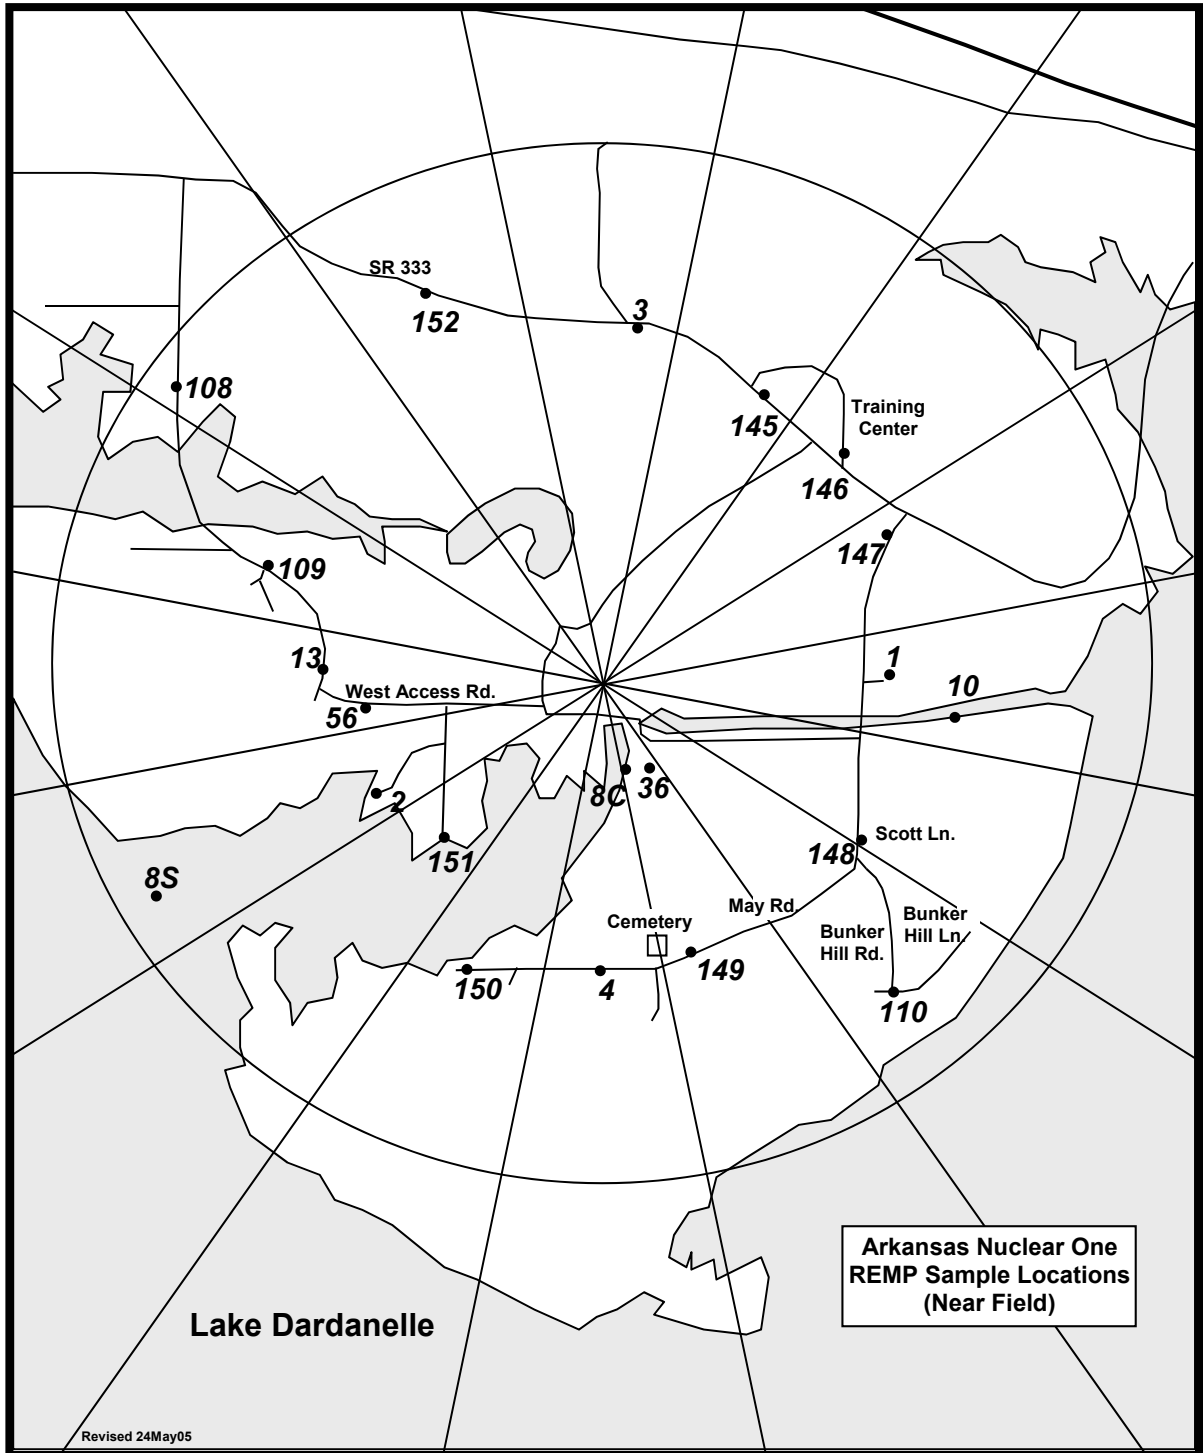 SR 333
152
3
108
145
Training
Center
146
147
109
13
1
West Access Rd.
10
56
8C
36
2
151
148
Scott Ln.
8S
May Rd.
Cemetery
Bunker
Hill Rd.
Bunker
Hill Ln.
149
150
4
110
Arkansas Nuclear One
REMP Sample Locations
(Near Field)
Lake Dardanelle
Revised 24May05